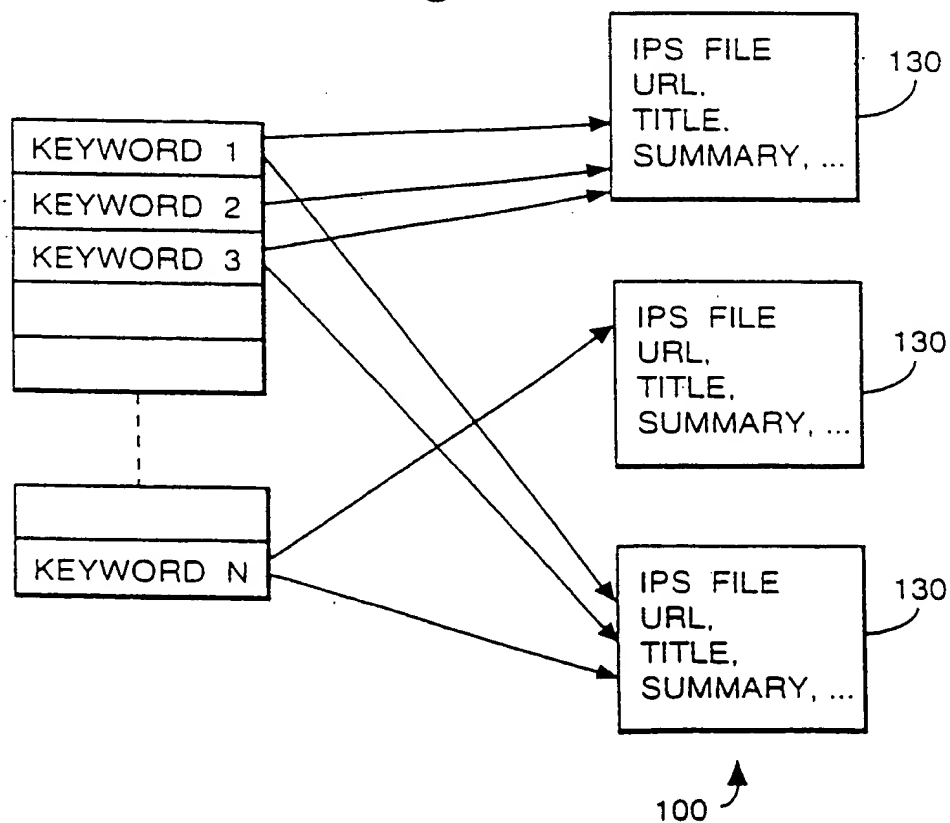 KEYWORD 1
KEYWORD 2
KEYWORD 3
KEYWORD N
IPS FILE
URL,
TITLE.
SUMMARY, ...
130
IPS FILE
URL,
TITLE,
SUMMARY, ...
130
IPS FILE
URL,
TITLE,
SUMMARY, ...
130
100